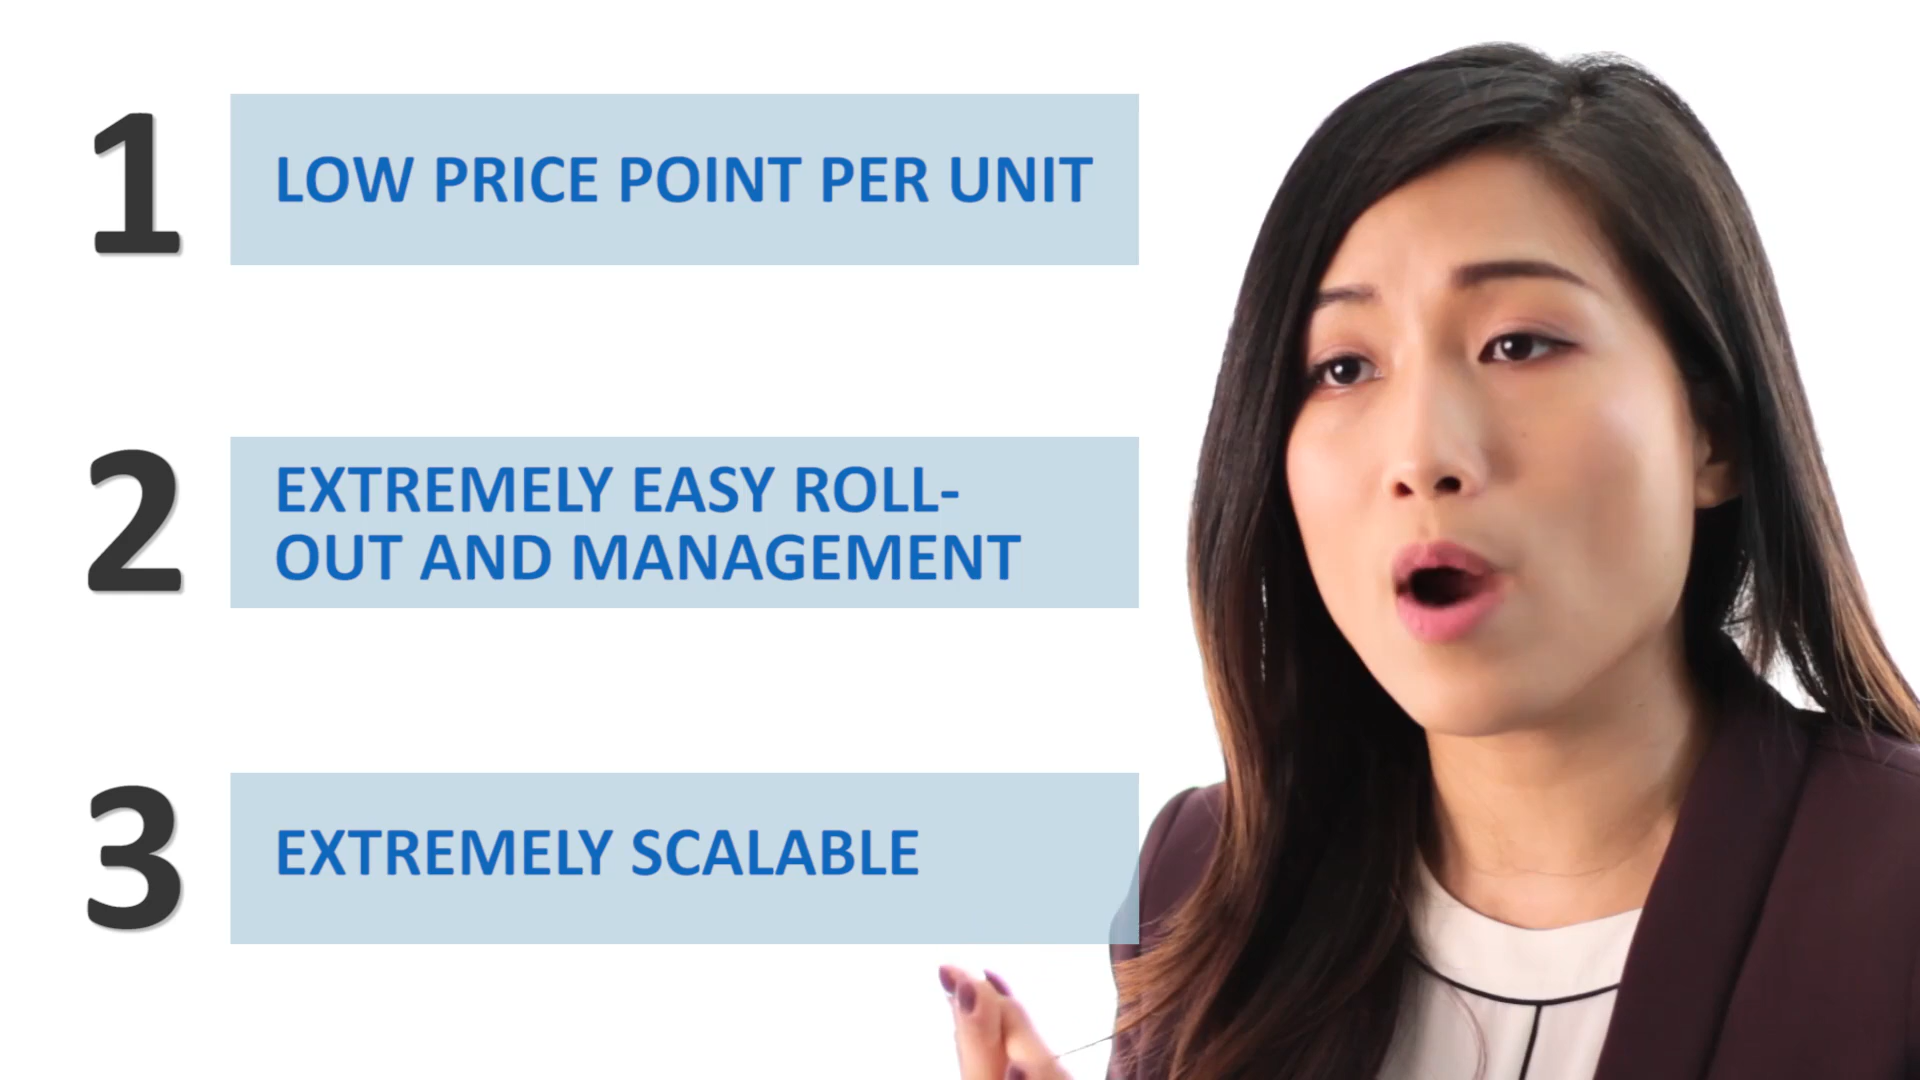 1
LOW PRICE POINT PER UNIT
2
EXTREMELY EASY ROLL-
OUT AND MANAGEMENT
3
EXTREMELY SCALABLE